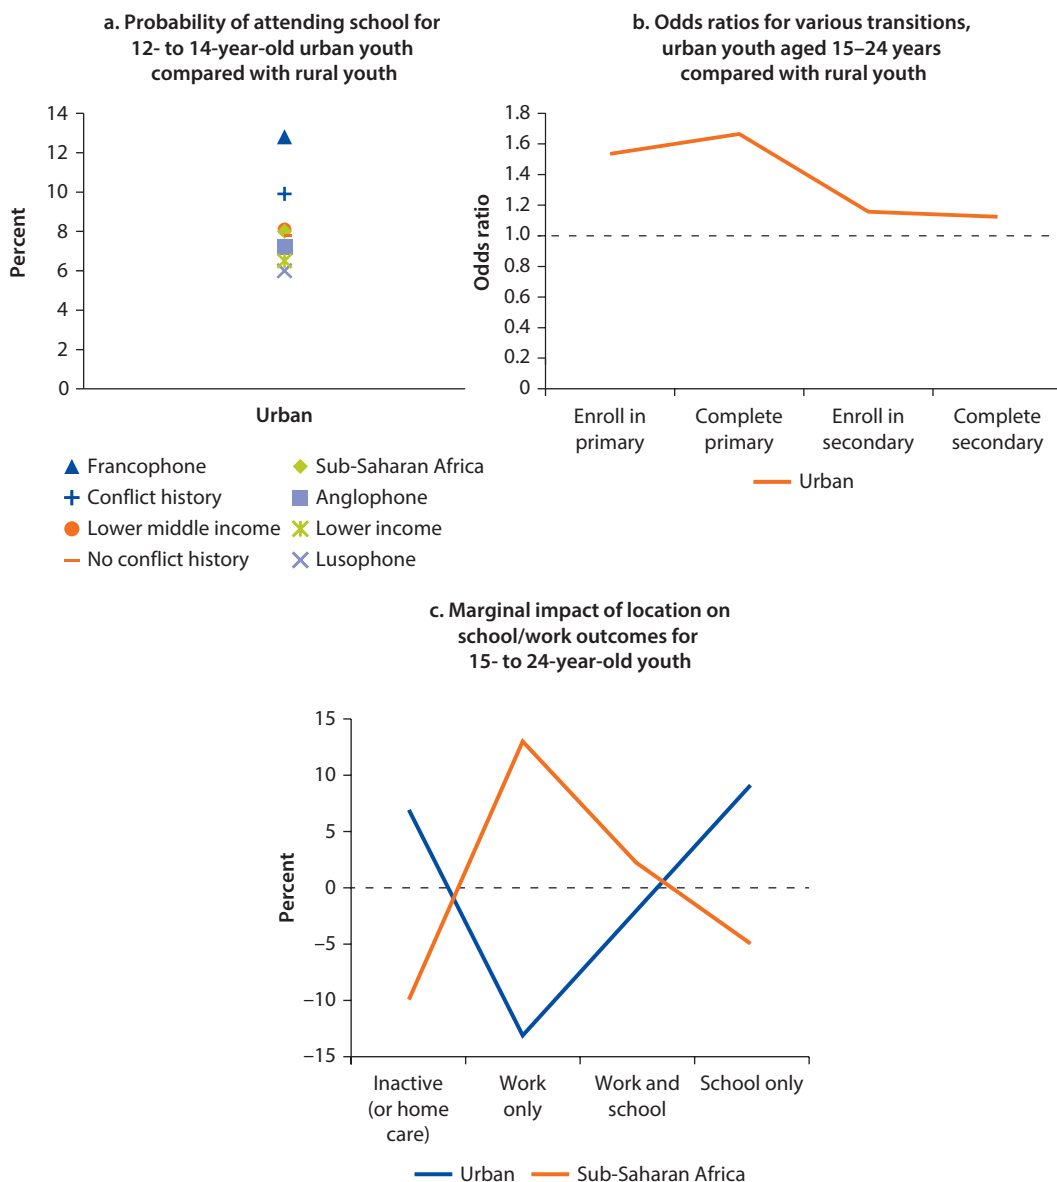 a. Probability of attending school for
12- to 14-year-old urban youth
compared with rural youth
14
12
10
8
6
4
2
0
Percent
Urban
Francophone
Conflict history
Lower middle income
No conflict history
Sub-Saharan Africa
Anglophone
Lower income
Lusophone
b. Odds ratios for various transitions,
urban youth aged 15–24 years
compared with rural youth
1.8
1.6
1.4
1.2
1.0
0.8
0.6
0.4
0.2
0
Odds ratio
Enroll in
primary
Complete
primary
Enroll in
secondary
Complete
secondary
Urban
c. Marginal impact of location on
school/work outcomes for
15- to 24-year-old youth
15
10
5
0
–5
–10
–15
Percent
Inactive
(or home
care)
Work
only
Work and
school
School only
Urban
Sub-Saharan Africa